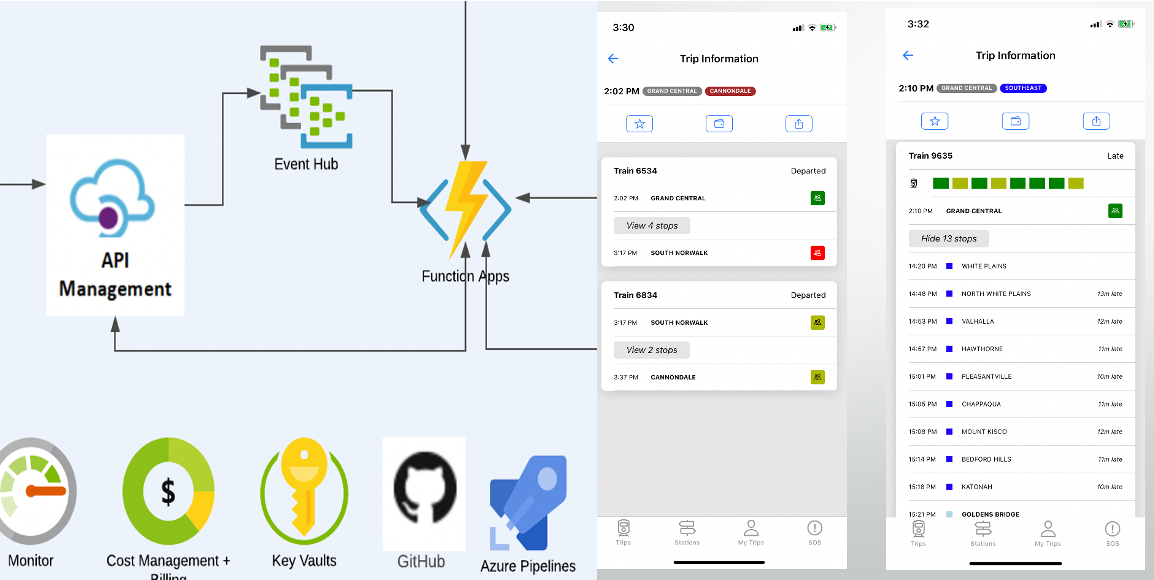 Event Hub
API
Management
Function Apps
Monitor
Cost Management +
Billing
Key Vaults
GitHub
Azure Pipelines
3:30
Trip Information
2:02 PM GRAND CENTRAL CANNONDALE
Train 6534 Departed
2:02 PM GRAND CENTRAL
View 4 stops
3:17 PM SOUTH NORWALK
Train 6834 Departed
3:17 PM SOUTH NORWALK
View 2 stops
3:37 PM CANNONDALE
Trips Stations My Trips SOS
3:32
Trip Information
2:10 PM GRAND CENTRAL SOUTHEAST
Train 9635 Late
2:10 PM GRAND CENTRAL
Hide 13 stops
14:20 PM WHITE PLAINS
14:48 PM NORTH WHITE PLAINS 13m late
14:53 PM VALHALLA 12m late
14:57 PM HAWTHORNE 11m late
15:01 PM PLEASANTVILLE 10m late
15:05 PM CHAPPAQUA 11m late
15:08 PM MOUNT KISCO 12m late
15:14 PM BEDFORD HILLS 11m late
15:18 PM KATONAH 10m late
15:21 PM GOLDENS BRIDGE
Trips Stations My Trips SOS